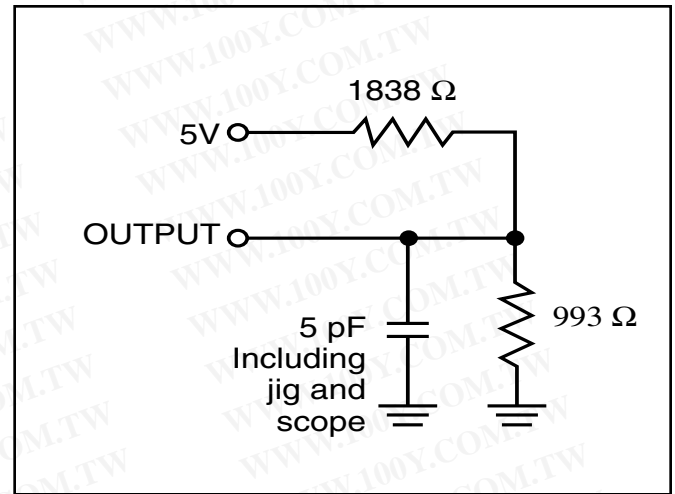 1838 Ω
5V
OUTPUT
5 pF
Including
jig and
scope
993 Ω
WWW.100Y.COM.TW